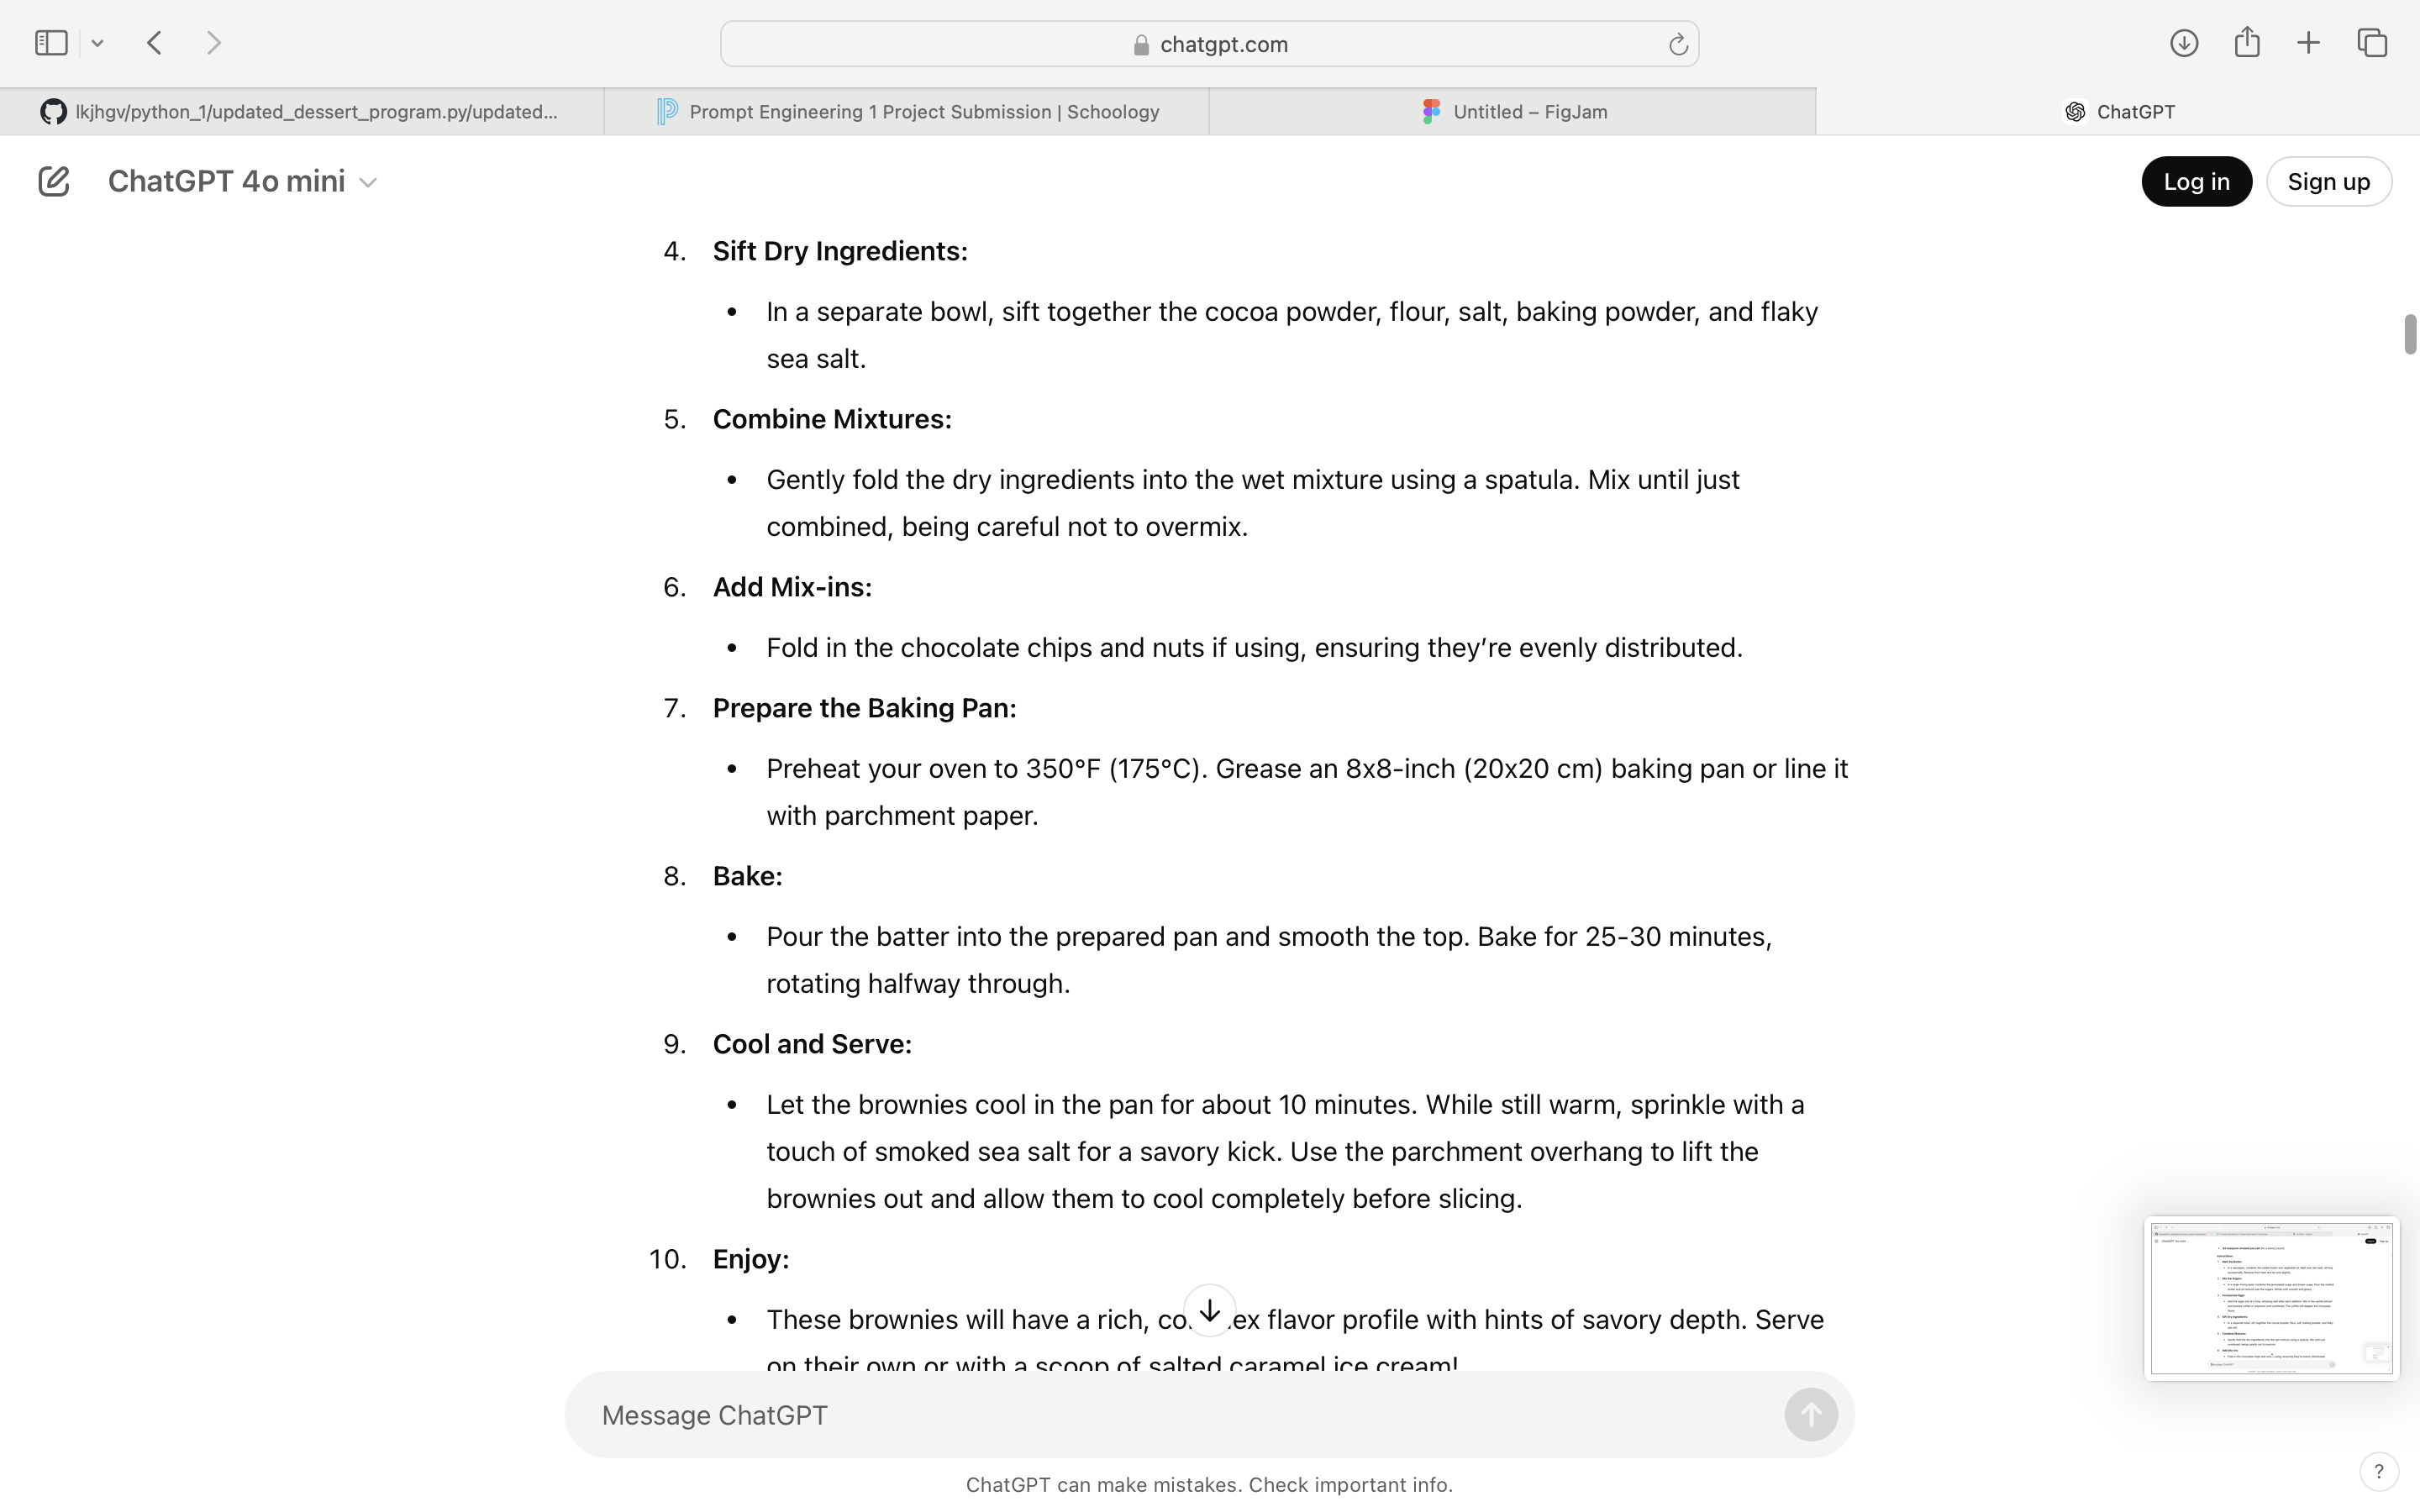 chatgpt.com
lkjhgv/python_1/updated_dessert_program.py/updated...
Prompt Engineering 1 Project Submission | Schoology
Untitled – FigJam
ChatGPT
ChatGPT 4o mini
Log in
Sign up
4. Sift Dry Ingredients:
• In a separate bowl, sift together the cocoa powder, flour, salt, baking powder, and flaky
sea salt.
5. Combine Mixtures:
• Gently fold the dry ingredients into the wet mixture using a spatula. Mix until just
combined, being careful not to overmix.
6. Add Mix-ins:
• Fold in the chocolate chips and nuts if using, ensuring they’re evenly distributed.
7. Prepare the Baking Pan:
• Preheat your oven to 350°F (175°C). Grease an 8x8-inch (20x20 cm) baking pan or line it
with parchment paper.
8. Bake:
• Pour the batter into the prepared pan and smooth the top. Bake for 25-30 minutes,
rotating halfway through.
9. Cool and Serve:
• Let the brownies cool in the pan for about 10 minutes. While still warm, sprinkle with a
touch of smoked sea salt for a savory kick. Use the parchment overhang to lift the
brownies out and allow them to cool completely before slicing.
10. Enjoy:
• These brownies will have a rich, flavor profile with hints of savory depth. Serve
on their own or with a scoop of salted caramel ice cream!
Message ChatGPT
ChatGPT can make mistakes. Check important info.
?